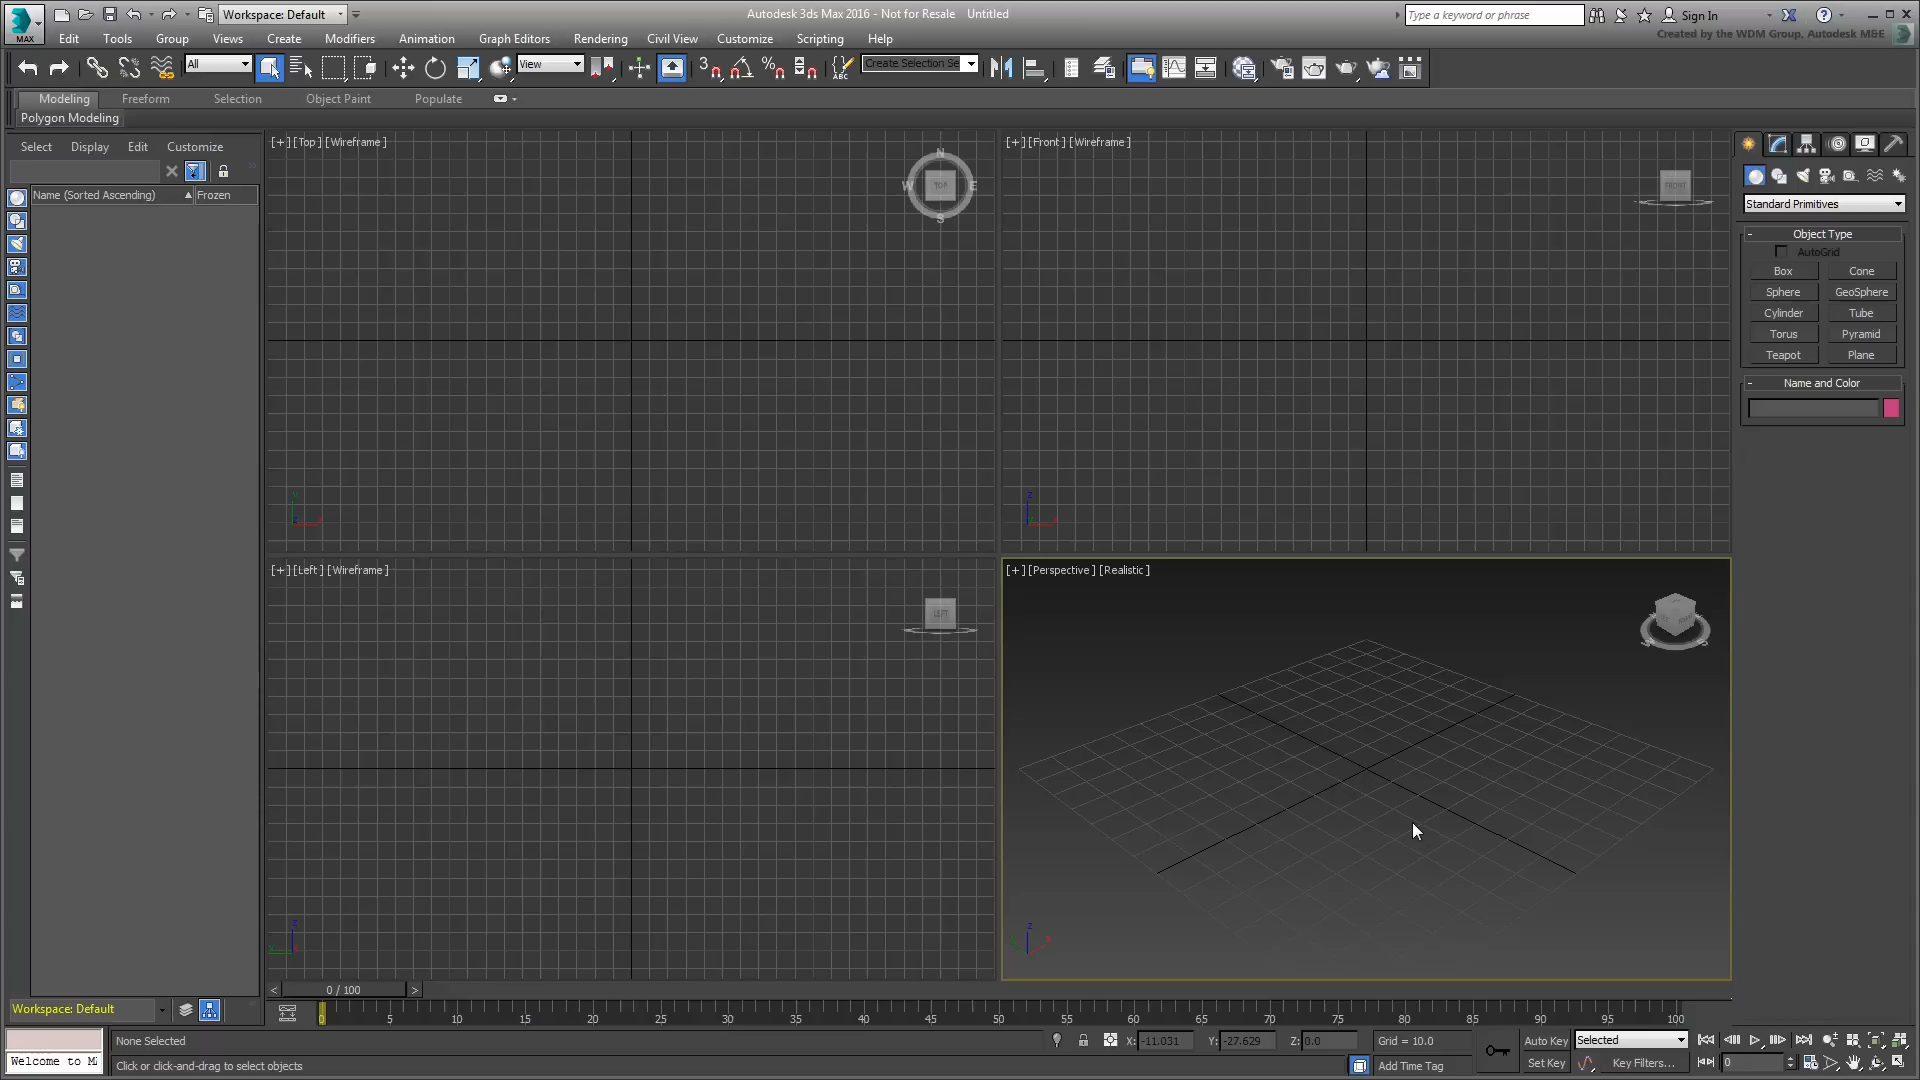 Workspace: Default
Autodesk 3ds Max 2016 - Not for Resale    Untitled
Type a keyword or phrase
Sign In
MAX
Edit Tools Group Views Create Modifiers Animation Graph Editors Rendering Civil View Customize Scripting Help
Created by the WDM Group, Autodesk M&E
All
View
3
%
ABC
Create Selection Se
Modeling Freeform Selection Object Paint Populate
Polygon Modeling
Select Display Edit Customize
Name (Sorted Ascending) Frozen
[+] [Top] [Wireframe]
N
W TOP E
S
[+] [Front] [Wireframe]
FRONT
Standard Primitives
- Object Type
AutoGrid
Box Cone
Sphere GeoSphere
Cylinder Tube
Torus Pyramid
Teapot Plane
- Name and Color
[+] [Left] [Wireframe]
LEFT
[+] [Perspective] [Realistic]
< 0 / 100 >
Workspace: Default
0 5 10 15 20 25 30 35 40 45 50 55 60 65 70 75 80 85 90 95 100
None Selected
X: -11.031 Y: -27.629 Z: 0.0
Grid = 10.0
Auto Key Selected
Welcome to M
Click or click-and-drag to select objects
Add Time Tag
Set Key Key Filters...
0